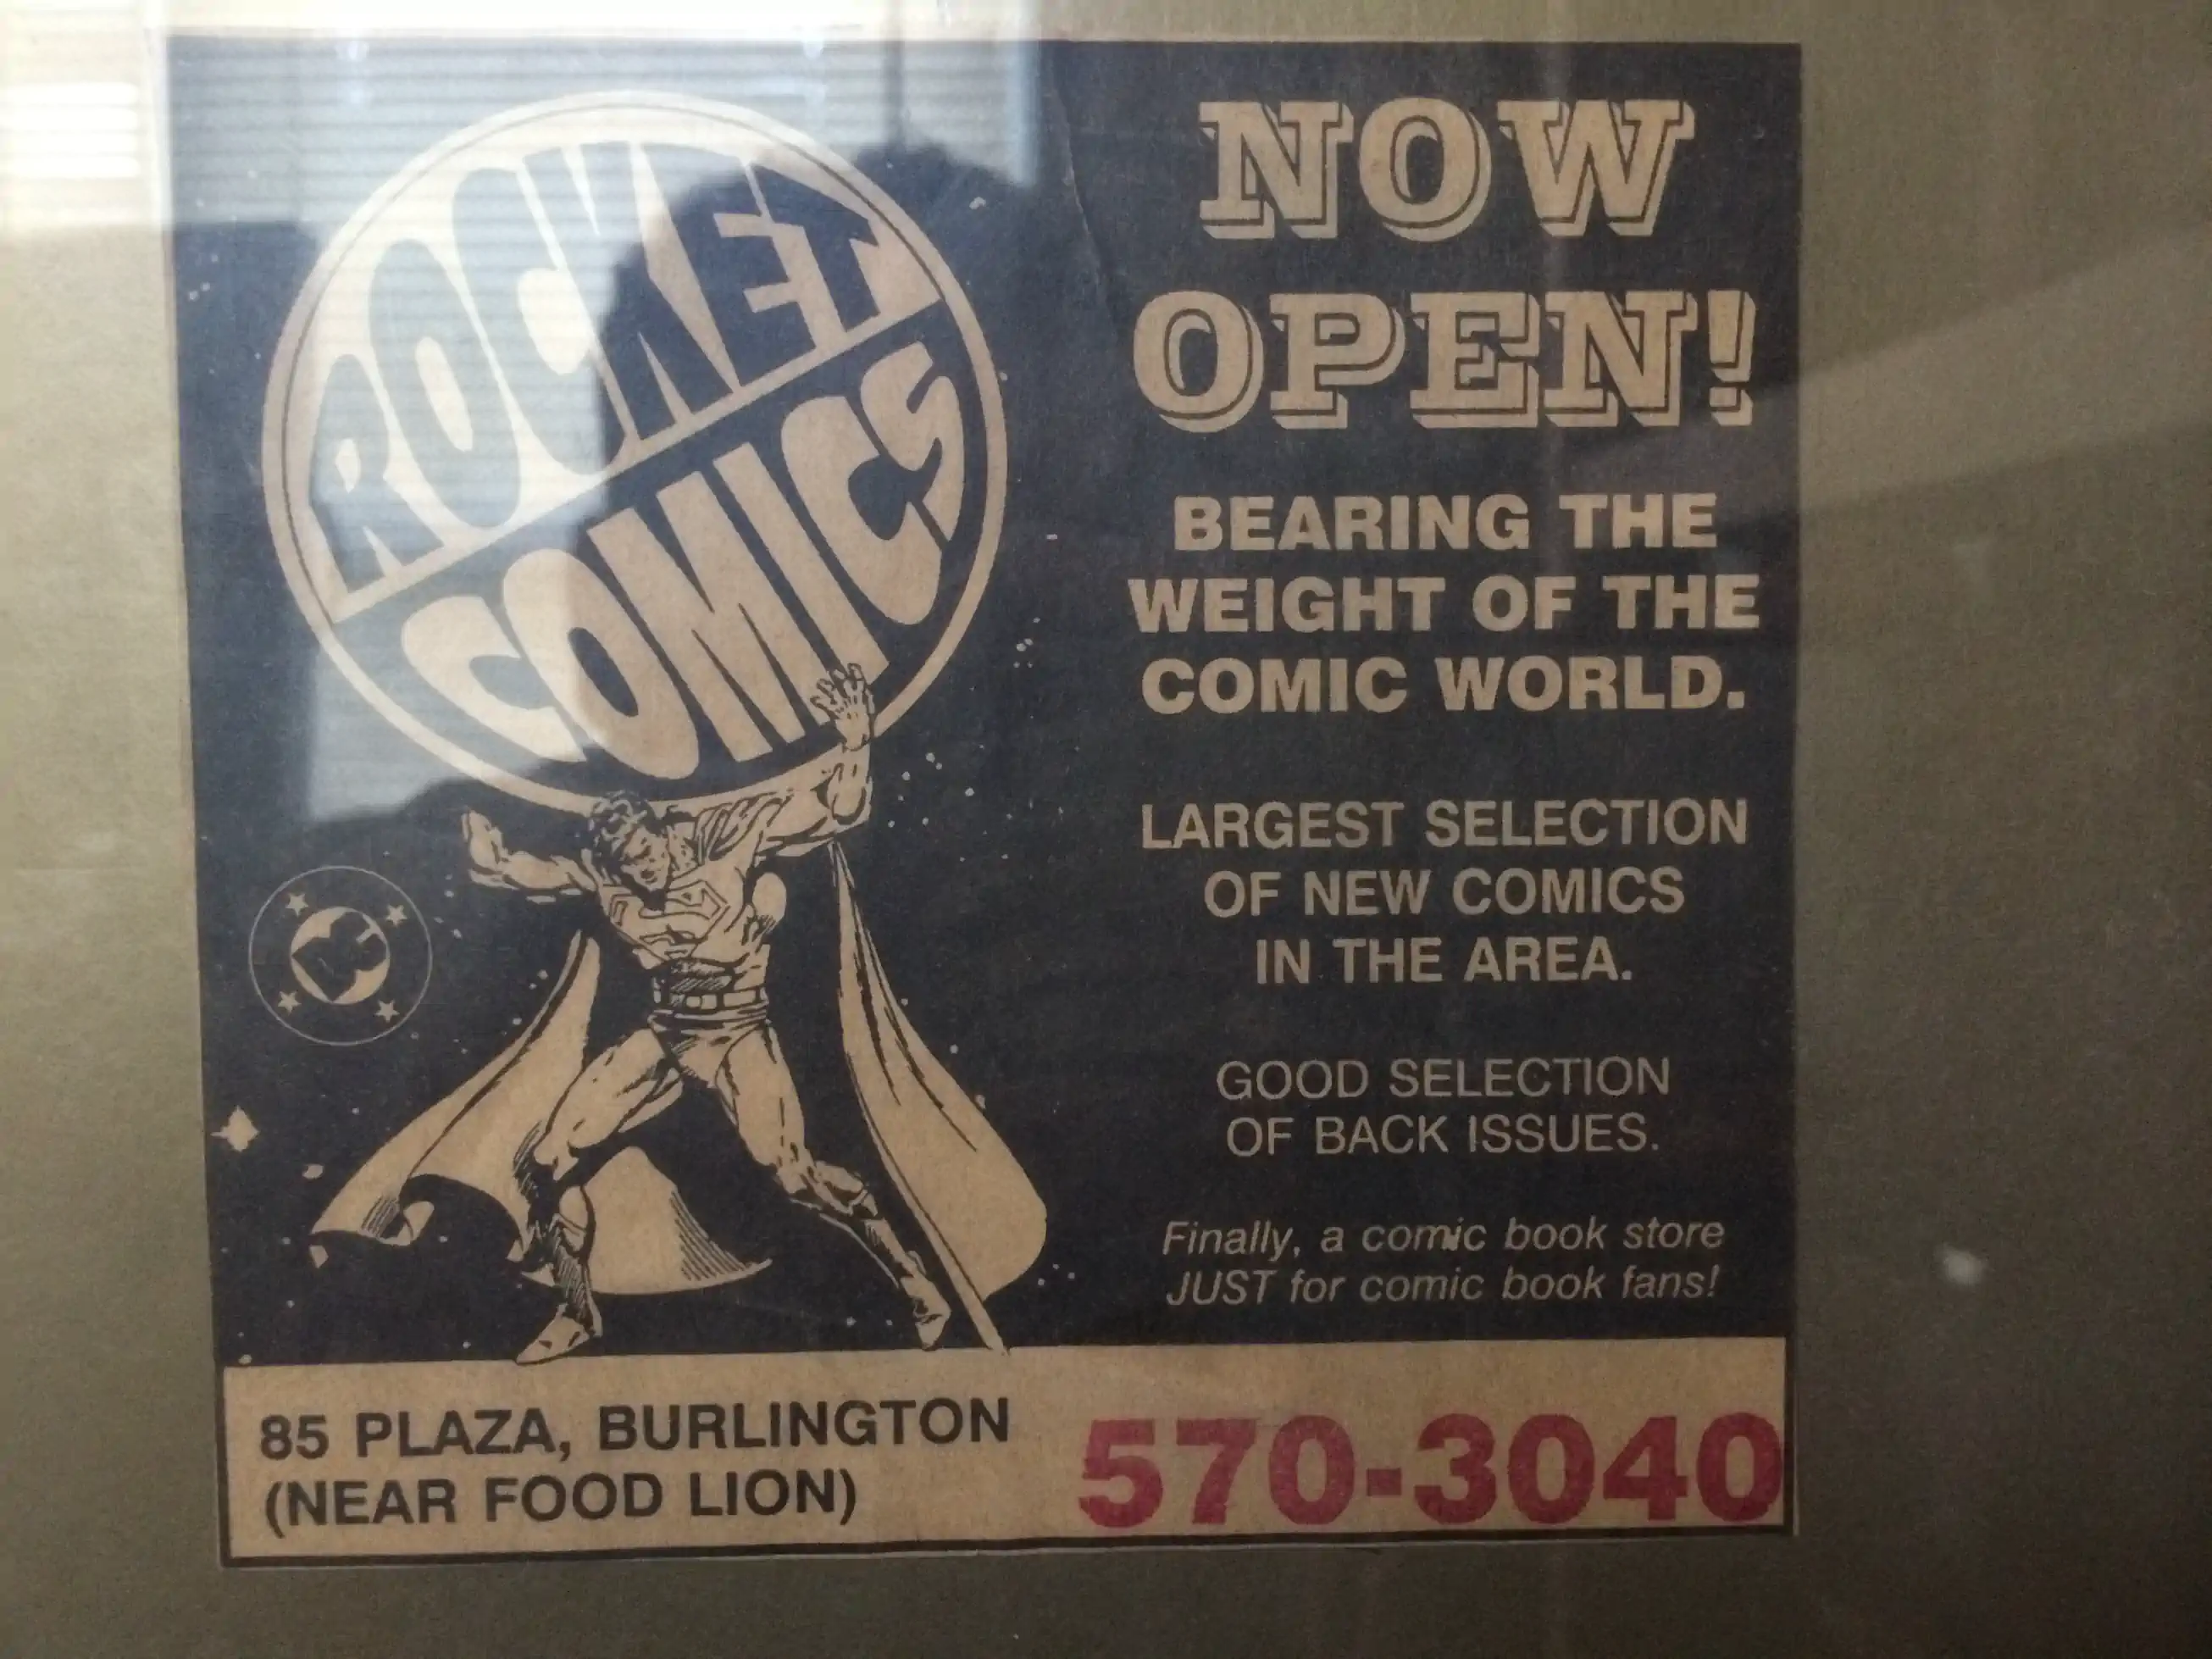 ROCKET
COMICS
DC
NOW
OPEN!
BEARING THE
WEIGHT OF THE
COMIC WORLD.
LARGEST SELECTION
OF NEW COMICS
IN THE AREA.
GOOD SELECTION
OF BACK ISSUES.
Finally, a comic book store
JUST for comic book fans!
85 PLAZA, BURLINGTON
(NEAR FOOD LION)
570-3040